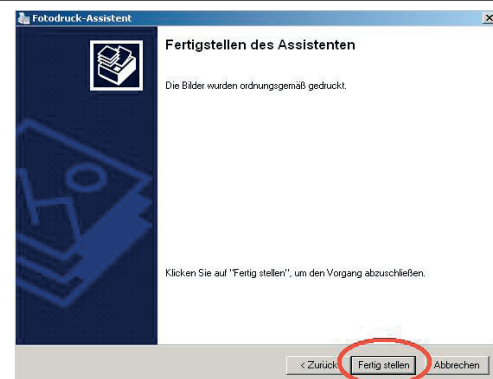 Fotodruck-Assistent
Fertigstellen des Assistenten
Die Bilder wurden ordnungsgemäß gedruckt.
Klicken Sie auf "Fertig stellen", um den Vorgang abzuschließen.
< Zurück Fertig stellen Abbrechen